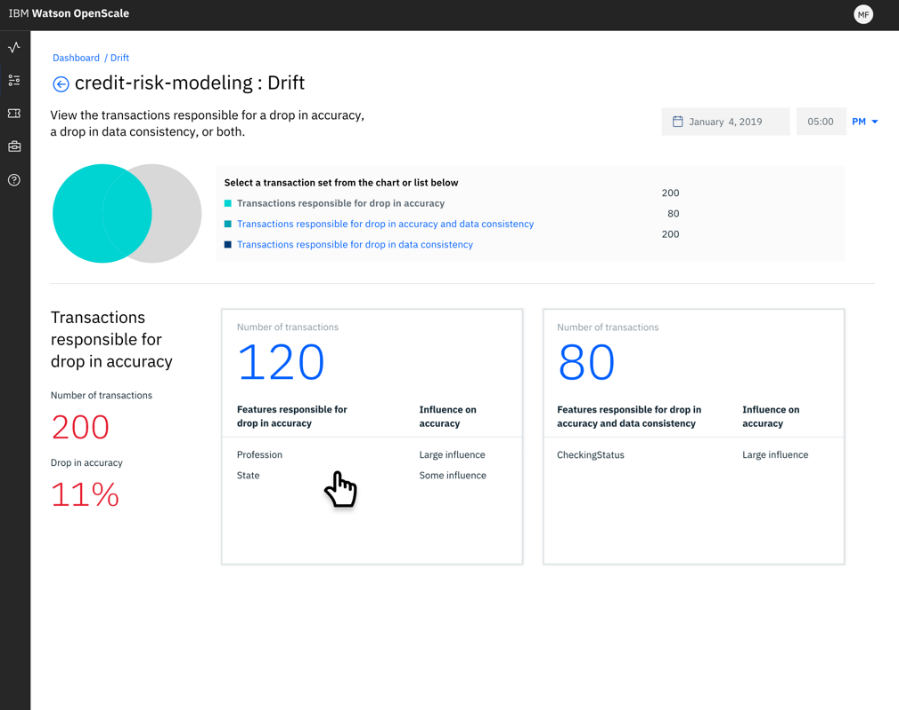 IBM Watson OpenScale
MF
Dashboard / Drift
credit-risk-modeling : Drift
View the transactions responsible for a drop in accuracy,
a drop in data consistency, or both.
January 4, 2019
05:00
PM
Select a transaction set from the chart or list below
Transactions responsible for drop in accuracy
200
Transactions responsible for drop in accuracy and data consistency
80
Transactions responsible for drop in data consistency
200
Transactions
responsible for
drop in accuracy
Number of transactions
200
Drop in accuracy
11%
Number of transactions
120
Features responsible for
drop in accuracy
Influence on
accuracy
Profession
Large influence
State
Some influence
Number of transactions
80
Features responsible for drop in
accuracy and data consistency
Influence on
accuracy
CheckingStatus
Large influence